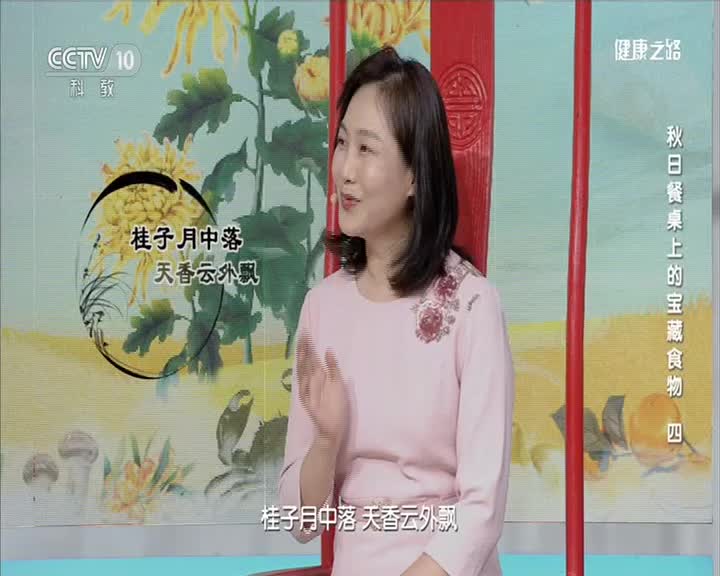 CCTV 10
科教
健康之路
秋日餐桌上的宝藏食物 四
桂子月中落
天香云外飘
桂子月中落 天香云外飘